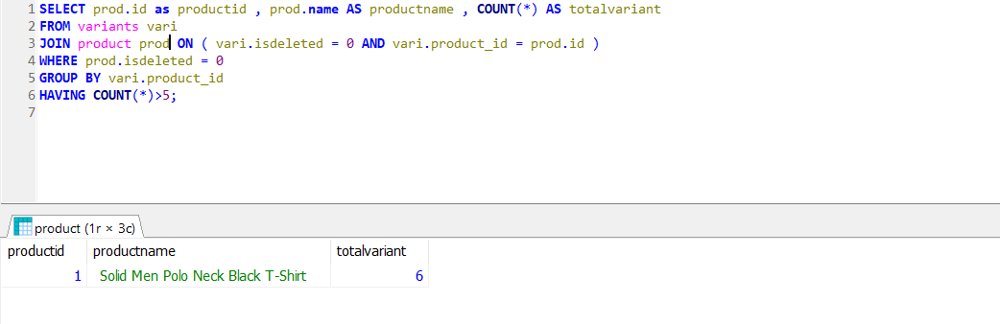 1 SELECT prod.id as productid , prod.name AS productname , COUNT(*) AS totalvariant
2 FROM variants vari
3 JOIN product prod ON ( vari.isdeleted = 0 AND vari.product_id = prod.id )
4 WHERE prod.isdeleted = 0
5 GROUP BY vari.product_id
6 HAVING COUNT(*)>5;
7
product (1r × 3c)
productid productname totalvariant
1 Solid Men Polo Neck Black T-Shirt 6